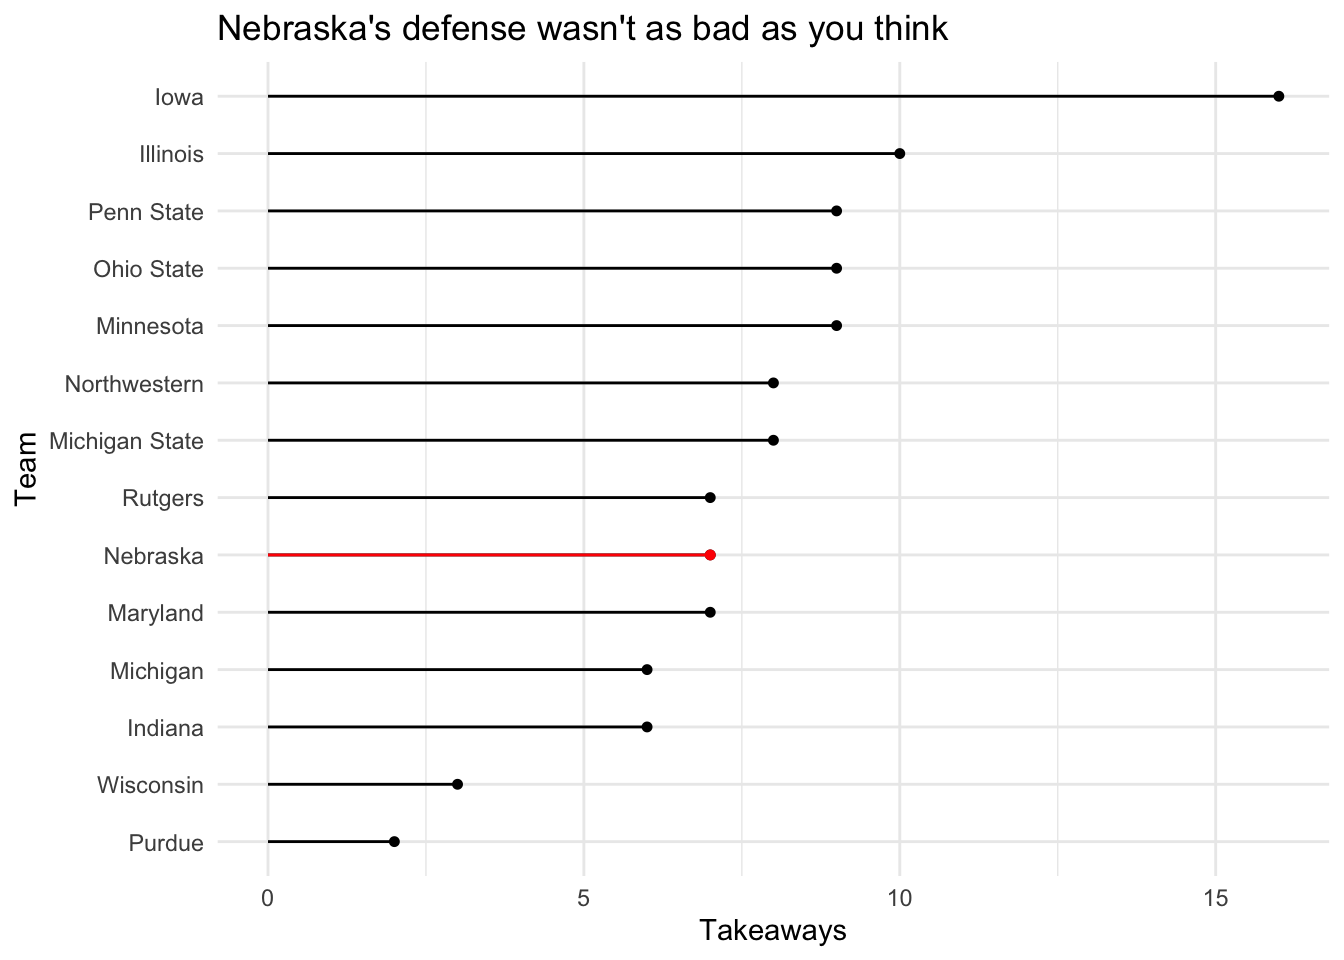 Nebraska's defense wasn't as bad as you think
Iowa
Illinois
Penn State
Ohio State
Minnesota
Northwestern
Michigan State
Rutgers
Nebraska
Maryland
Michigan
Indiana
Wisconsin
Purdue
Team
0 5 10 15
Takeaways